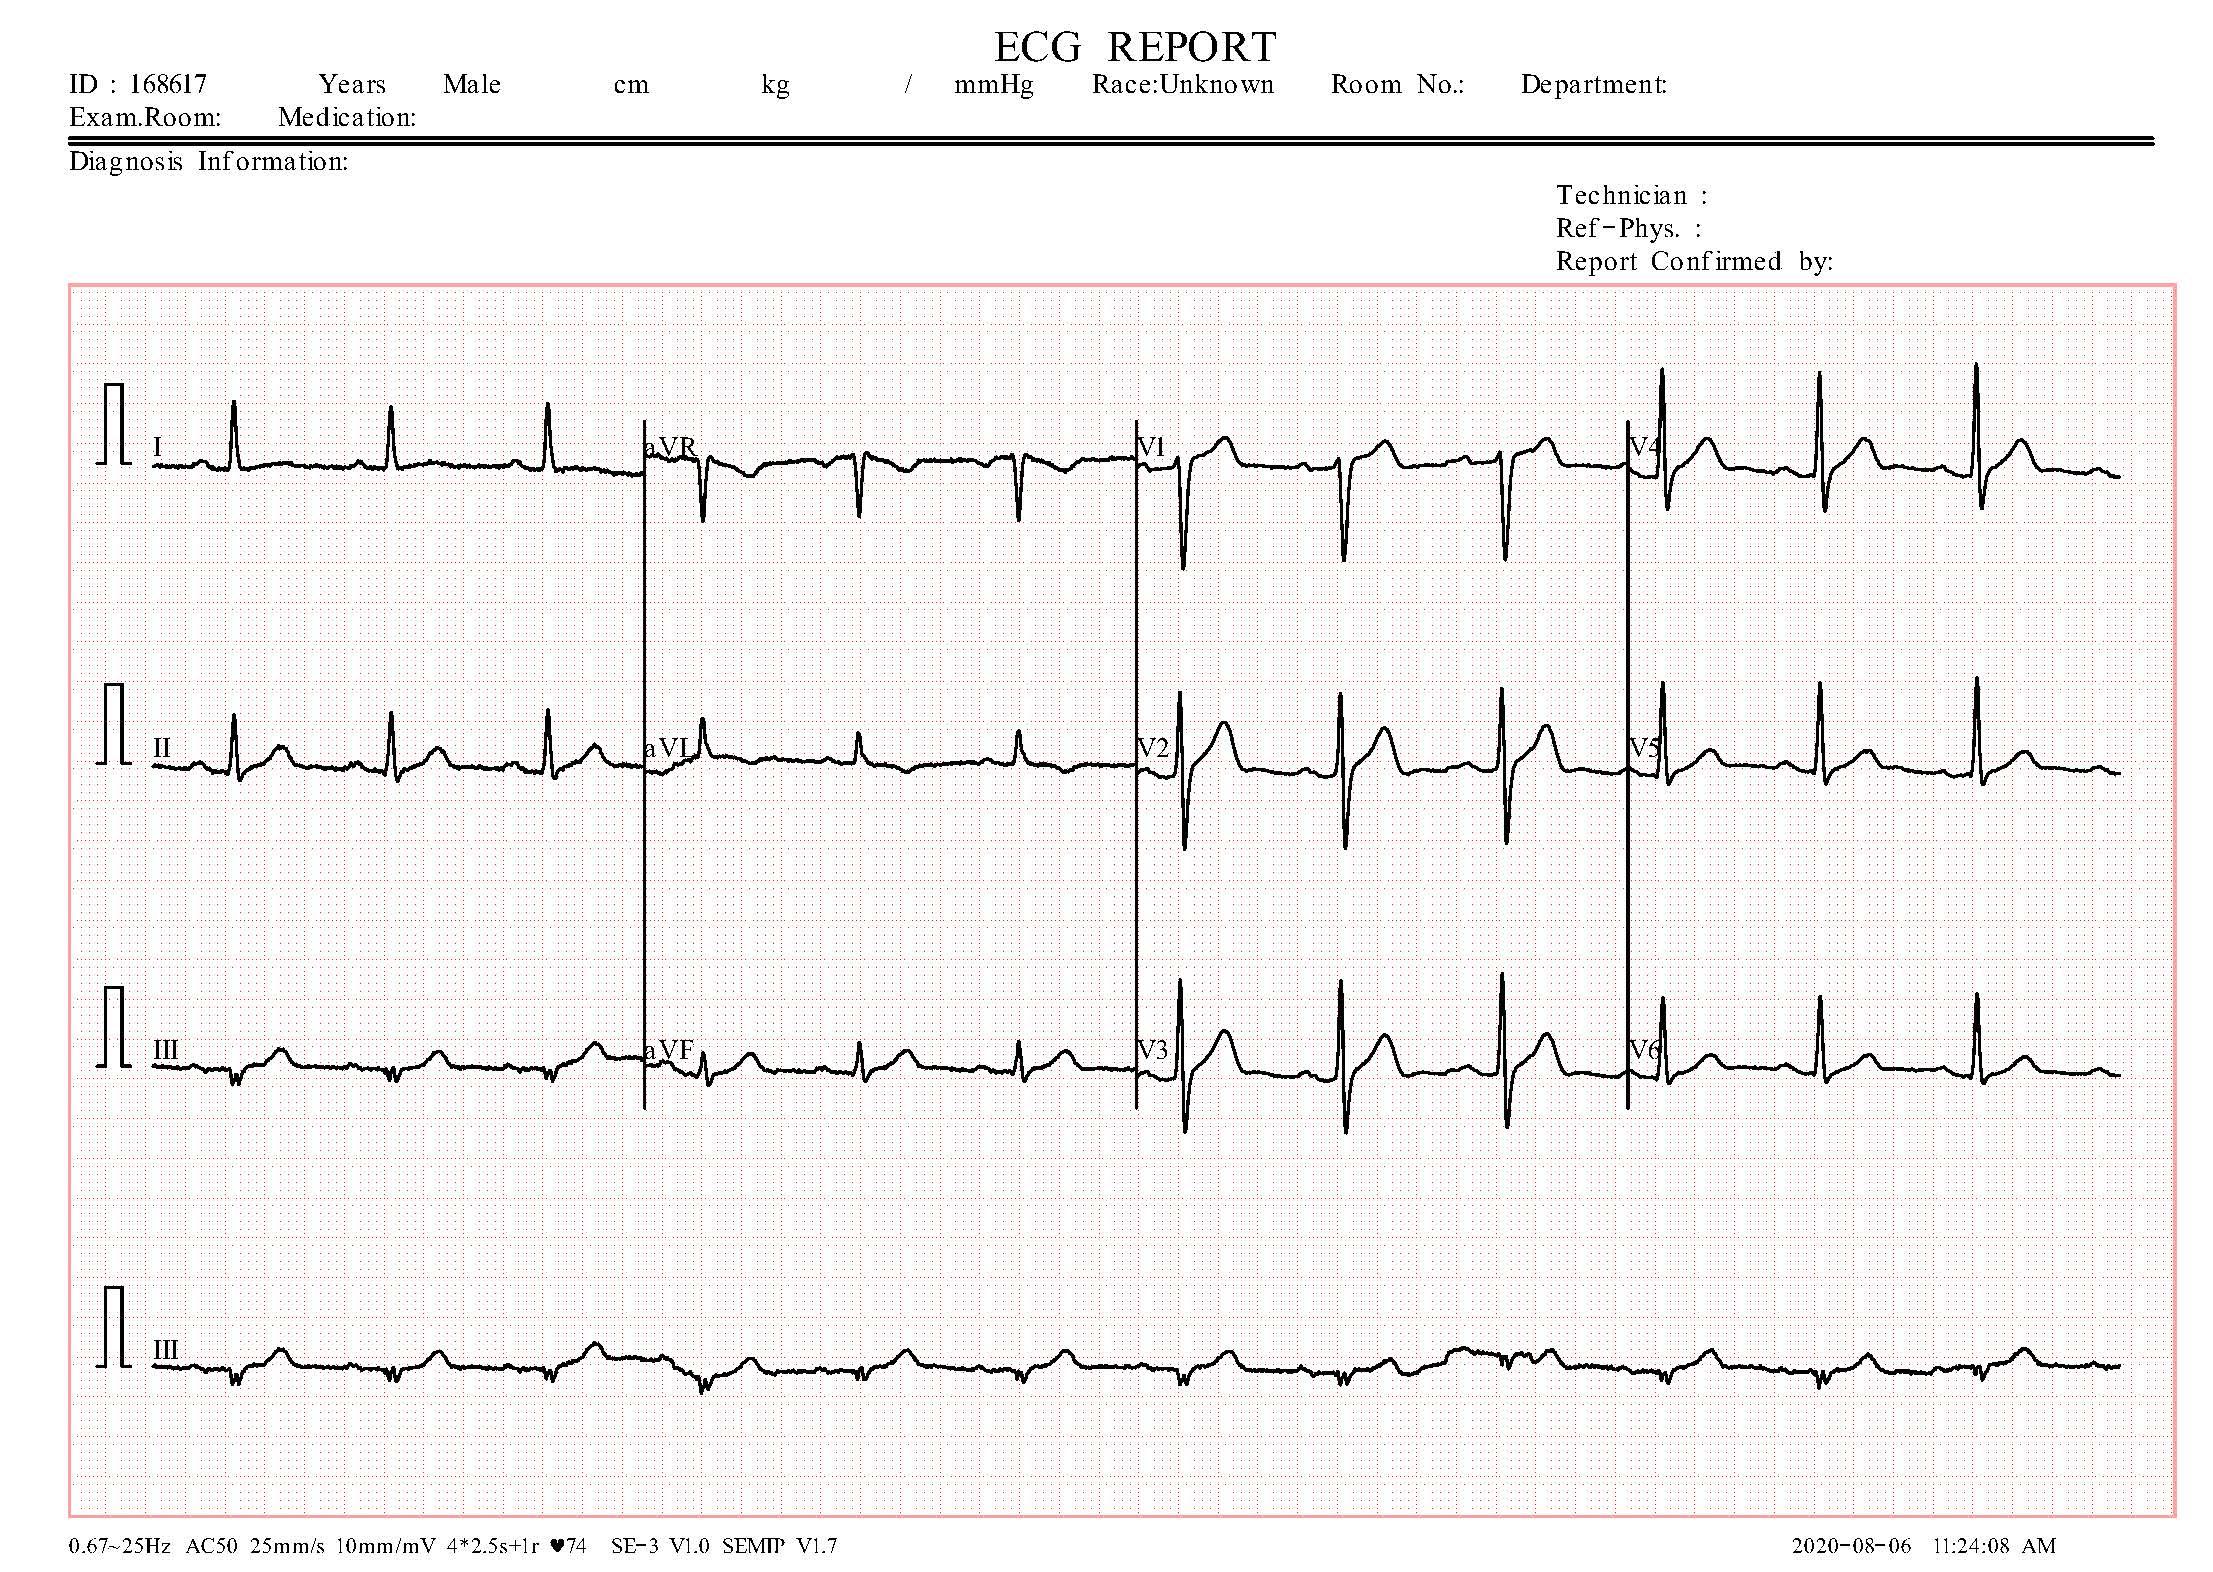 ECG REPORT
ID : 168617 Years Male cm kg / mmHg Race:Unknown Room No.: Department:
Exam.Room: Medication:
Diagnosis Information:
Technician :
Ref-Phys. :
Report Confirmed by:
I aVR V1 V4
II aVL V2 V5
III aVF V3 V6
III
0.67~25Hz AC50 25mm/s 10mm/mV 4*2.5s+1r ♥74 SE-3 V1.0 SEMIP V1.7 2020-08-06 11:24:08 AM